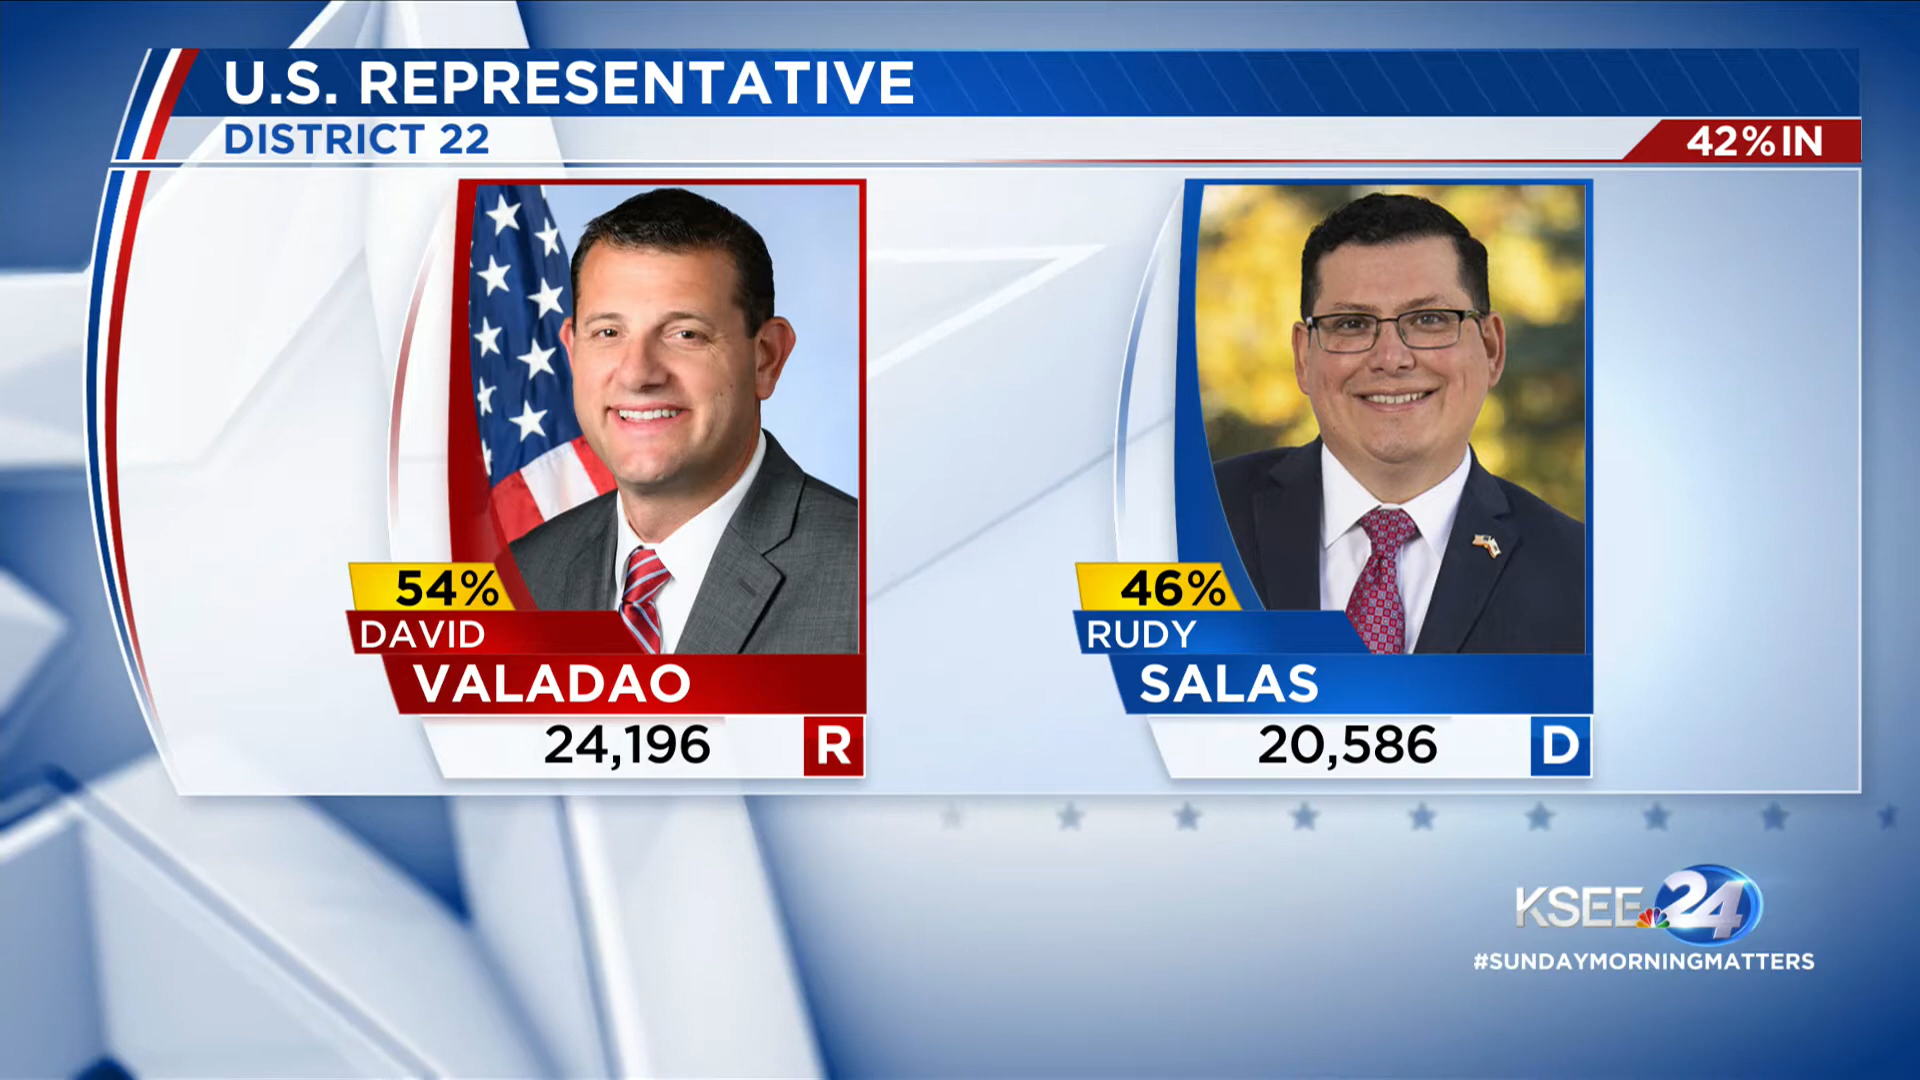 U.S. REPRESENTATIVE
DISTRICT 22
42% IN
54%
DAVID
VALADAO
24,196
R
46%
RUDY
SALAS
20,586
D
KSEE 24
#SUNDAYMORNINGMATTERS